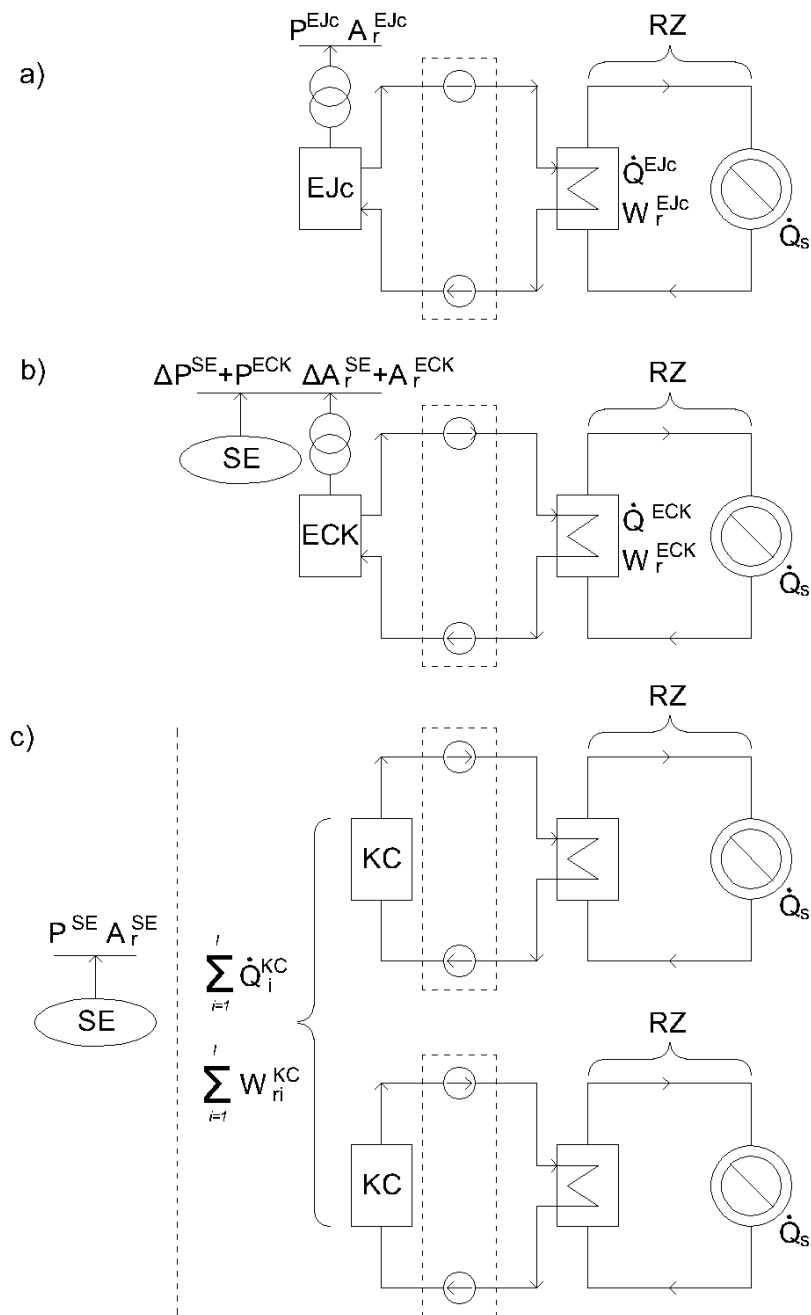 P^EJc A_r^EJc
RZ
a)
EJc
Q̇^EJc
W_r^EJc
Q̇_s
b)
ΔP^SE+P^ECK ΔA_r^SE+A_r^ECK
RZ
SE
ECK
Q̇^ECK
W_r^ECK
Q̇_s
c)
RZ
KC
Q̇_s
P^SE A_r^SE
SE
∑_{i=1}^{I} Q̇_i^KC
∑_{i=1}^{I} W_ri^KC
RZ
KC
Q̇_s